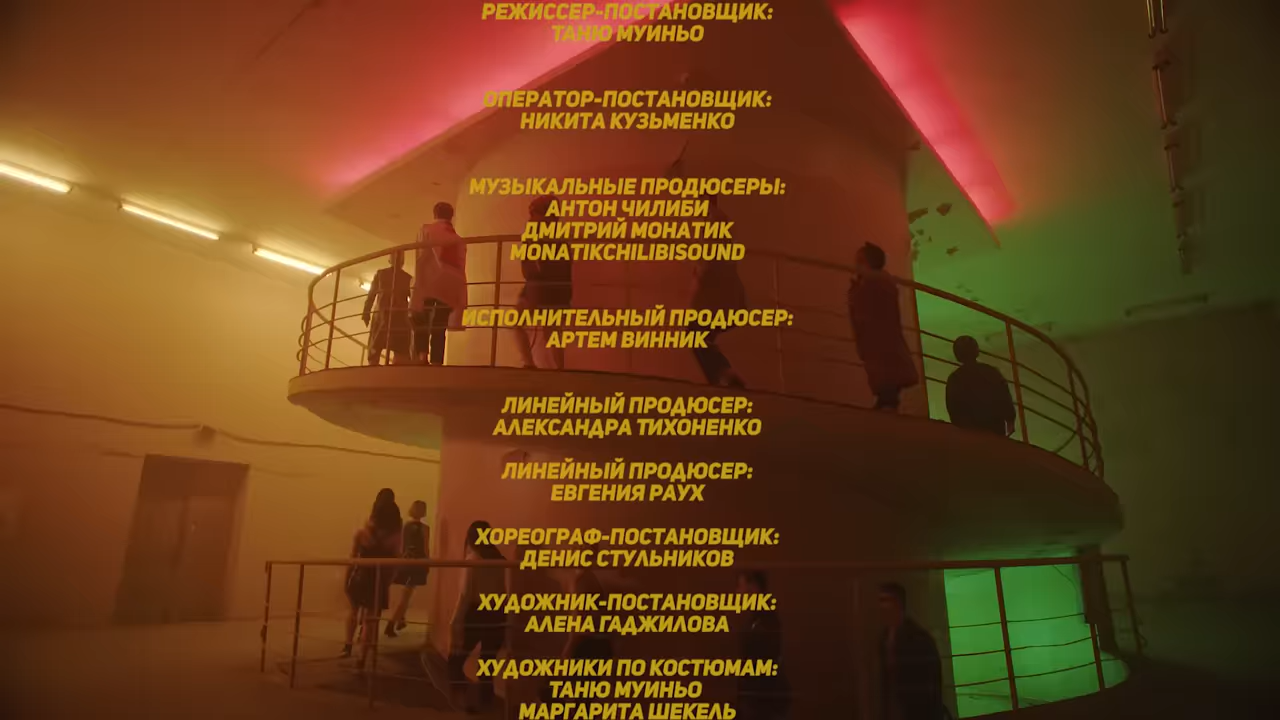 РЕЖИССЕР-ПОСТАНОВЩИК:
ТАНЮ МУИНЬО
ОПЕРАТОР-ПОСТАНОВЩИК:
НИКИТА КУЗЬМЕНКО
МУЗЫКАЛЬНЫЕ ПРОДЮСЕРЫ:
АНТОН ЧИЛИБИ
ДМИТРИЙ МОНАТИК
MONATIKCHILIBISOUND
ИСПОЛНИТЕЛЬНЫЙ ПРОДЮСЕР:
АРТЕМ ВИННИК
ЛИНЕЙНЫЙ ПРОДЮСЕР:
АЛЕКСАНДРА ТИХОНЕНКО
ЛИНЕЙНЫЙ ПРОДЮСЕР:
ЕВГЕНИЯ РАУХ
ХОРЕОГРАФ-ПОСТАНОВЩИК:
ДЕНИС СТУЛЬНИКОВ
ХУДОЖНИК-ПОСТАНОВЩИК:
АЛЕНА ГАДЖИЛОВА
ХУДОЖНИКИ ПО КОСТЮМАМ:
ТАНЮ МУИНЬО
МАРГАРИТА ШЕКЕЛЬ